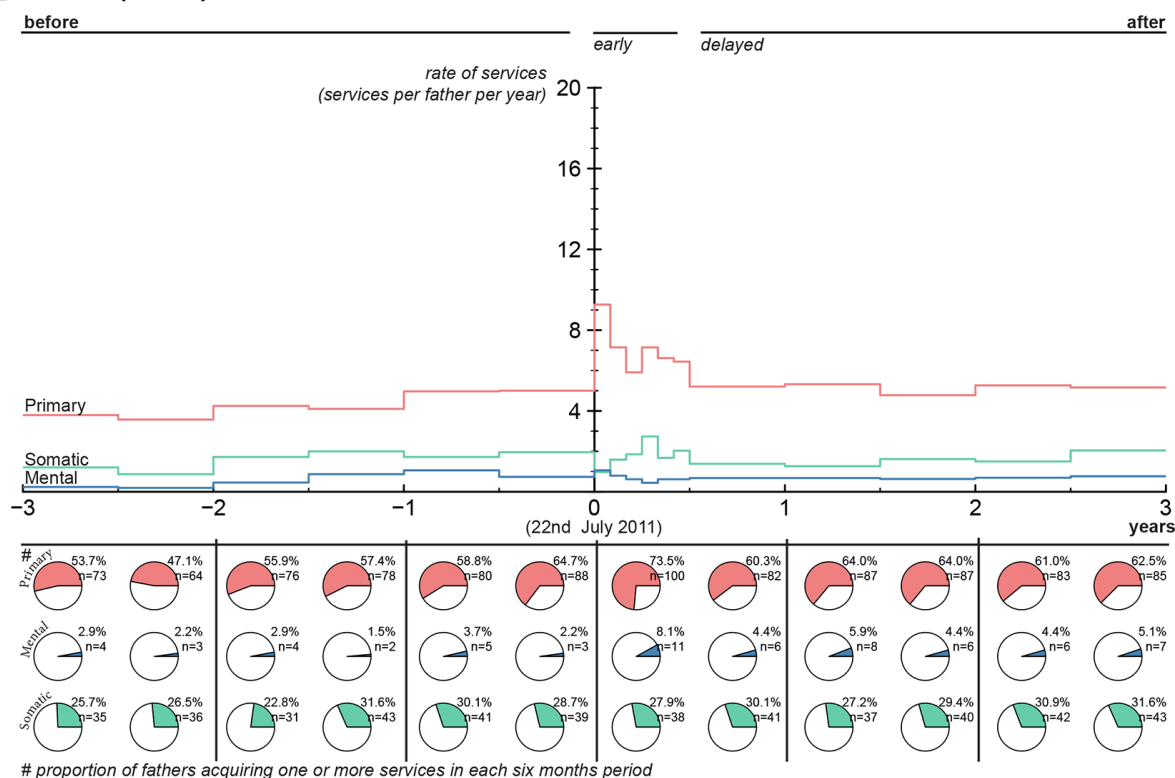 before after
early delayed
rate of services
(services per father per year)
20
16
12
8
4
Primary
Somatic
Mental
−3 −2 −1 0 1 2 3
(22nd July 2011) years
#
Primary
53.7% 47.1% 55.9% 57.4% 58.8% 64.7% 73.5% 60.3% 64.0% 64.0% 61.0% 62.5%
n=73 n=64 n=76 n=78 n=80 n=88 n=100 n=82 n=87 n=87 n=83 n=85
Mental
2.9% 2.2% 2.9% 1.5% 3.7% 2.2% 8.1% 4.4% 5.9% 4.4% 4.4% 5.1%
n=4 n=3 n=4 n=2 n=5 n=3 n=11 n=6 n=8 n=6 n=6 n=7
Somatic
25.7% 26.5% 22.8% 31.6% 30.1% 28.7% 27.9% 30.1% 27.2% 29.4% 30.9% 31.6%
n=35 n=36 n=31 n=43 n=41 n=39 n=38 n=41 n=37 n=40 n=42 n=43
# proportion of fathers acquiring one or more services in each six months period